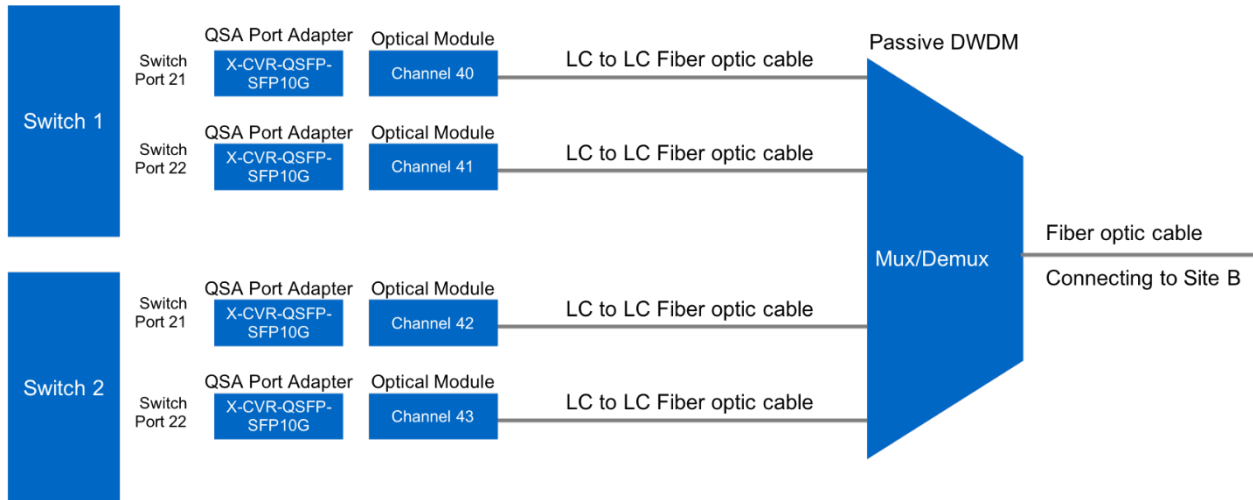 QSA Port Adapter
Optical Module
Switch
Port 21
X-CVR-QSFP-
SFP10G
Channel 40
LC to LC Fiber optic cable
Passive DWDM
Switch 1
QSA Port Adapter
Optical Module
Switch
Port 22
X-CVR-QSFP-
SFP10G
Channel 41
LC to LC Fiber optic cable
Mux/Demux
Fiber optic cable
Connecting to Site B
QSA Port Adapter
Optical Module
Switch
Port 21
X-CVR-QSFP-
SFP10G
Channel 42
LC to LC Fiber optic cable
Switch 2
QSA Port Adapter
Optical Module
Switch
Port 22
X-CVR-QSFP-
SFP10G
Channel 43
LC to LC Fiber optic cable